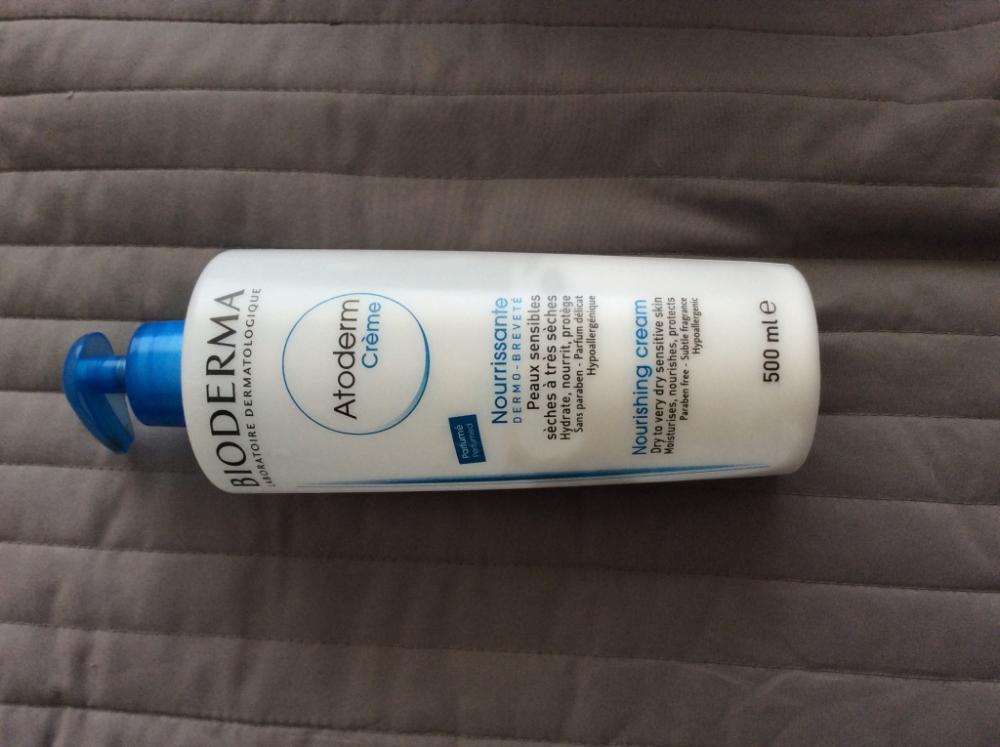 BIODERMA
LABORATOIRE DERMATOLOGIQUE
Atoderm
Crème
Parfumé
Perfumed
Nourrissante
DERMO-BREVETÉ
Peaux sensibles
sèches à très sèches
Hydrate, nourrit, protège
Sans paraben - Parfum délicat
Hypoallergénique
Nourishing cream
Dry to very dry sensitive skin
Moisturises, nourishes, protects
Paraben free - Subtle fragrance
Hypoallergenic
500 ml e